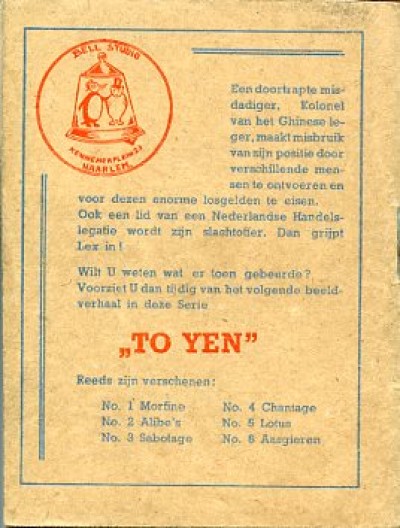 BELL STUDIO
KENNEMERPLEIN 23
HAARLEM
Een doortrapte mis-
dadiger, Kolonel
van het Chinese le-
ger, maakt misbruik
van zijn positie door
verschillende men-
sen te ontvoeren en
voor dezen enorme losgelden te eisen.
Ook een lid van een Nederlandse Handels-
legatie wordt zijn slachtoffer. Dan grijpt
Lex in!
Wilt U weten wat er toen gebeurde?
Voorziet U dan tijdig van het volgende beeld-
verhaal in deze Serie
„TO YEN”
Reeds zijn verschenen:
No. 1 Morfine
No. 2 Alibo's
No. 3 Sabotage
No. 4 Chantage
No. 5 Lotus
No. 6 Aasgieren